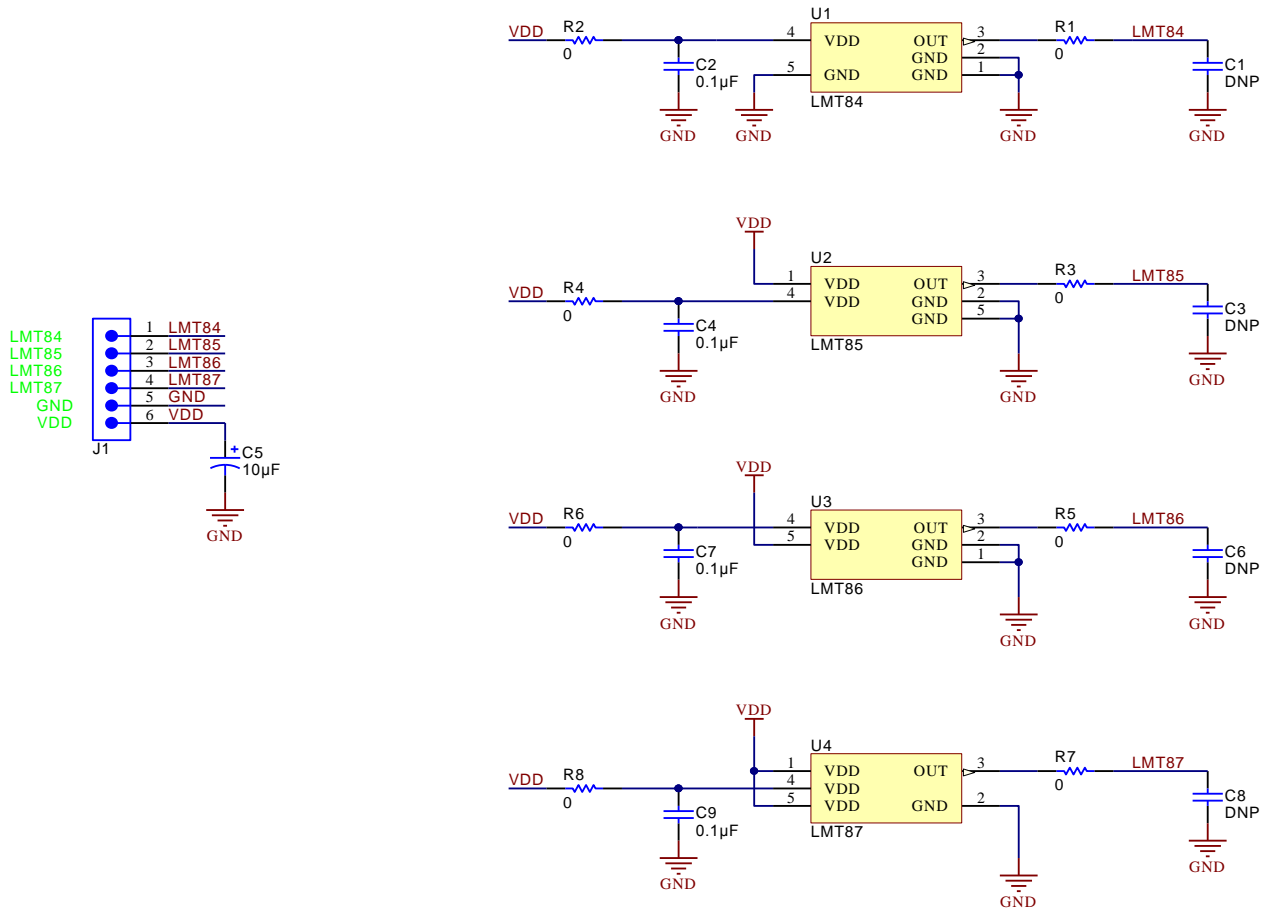 U1
VDD R2 4 VDD OUT 3 R1 LMT84
0 GND 2 0
C2 5 GND GND 1 C1
0.1µF DNP
LMT84
GND GND GND GND
VDD
U2
VDD R4 1 VDD OUT 3 R3 LMT85
0 4 VDD GND 2 0
C4 GND 5 C3
0.1µF DNP
LMT85
GND GND GND
LMT84 1 LMT84
LMT85 2 LMT85
LMT86 3 LMT86
LMT87 4 LMT87
GND 5 GND
VDD 6 VDD
J1
+ C5
10µF
GND
VDD
U3
VDD R6 4 VDD OUT 3 R5 LMT86
0 5 VDD GND 2 0
C7 GND 1 C6
0.1µF DNP
LMT86
GND GND GND
VDD
U4
VDD R8 1 VDD OUT 3 R7 LMT87
0 4 VDD 0
C9 5 VDD GND 2 C8
0.1µF DNP
LMT87
GND GND GND